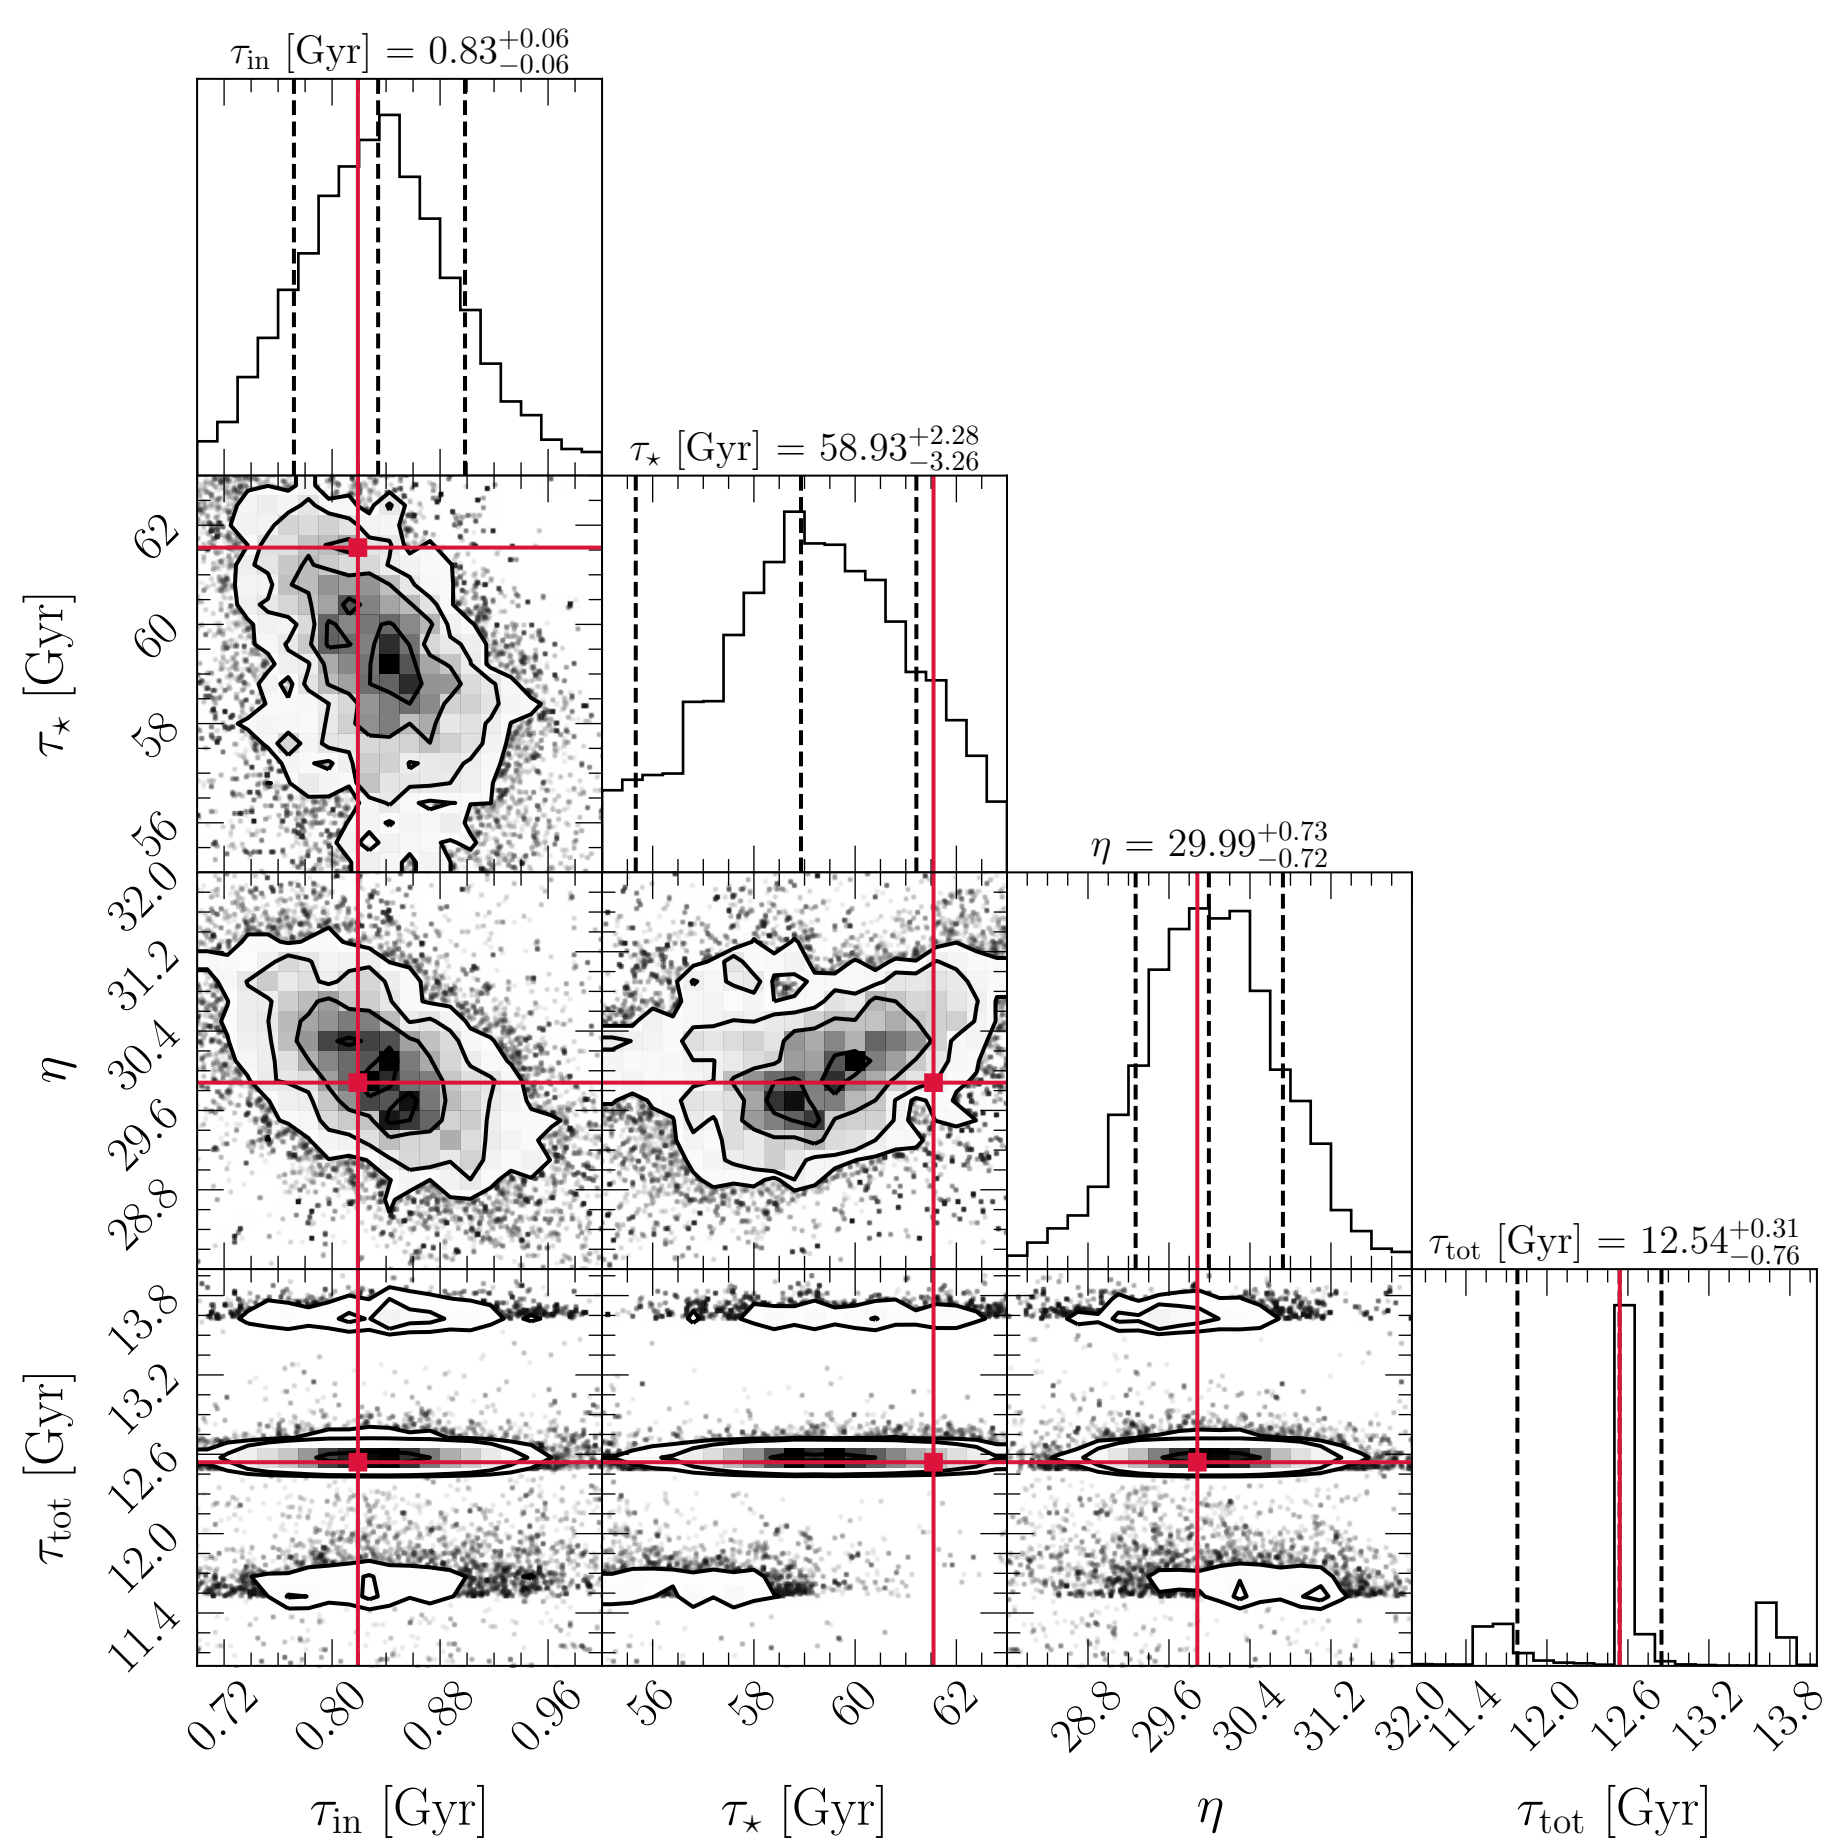 τ_in [Gyr] = 0.83^{+0.06}_{−0.06}
τ_⋆ [Gyr] = 58.93^{+2.28}_{−3.26}
62
60
58
56
τ_⋆ [Gyr]
η = 29.99^{+0.73}_{−0.72}
32.0
31.2
30.4
29.6
28.8
η
τ_tot [Gyr] = 12.54^{+0.31}_{−0.76}
13.8
13.2
12.6
12.0
11.4
τ_tot [Gyr]
0.72 0.80 0.88 0.96 56 58 60 62 28.8 29.6 30.4 31.2 32.0 11.4 12.0 12.6 13.2 13.8
τ_in [Gyr] τ_⋆ [Gyr] η τ_tot [Gyr]